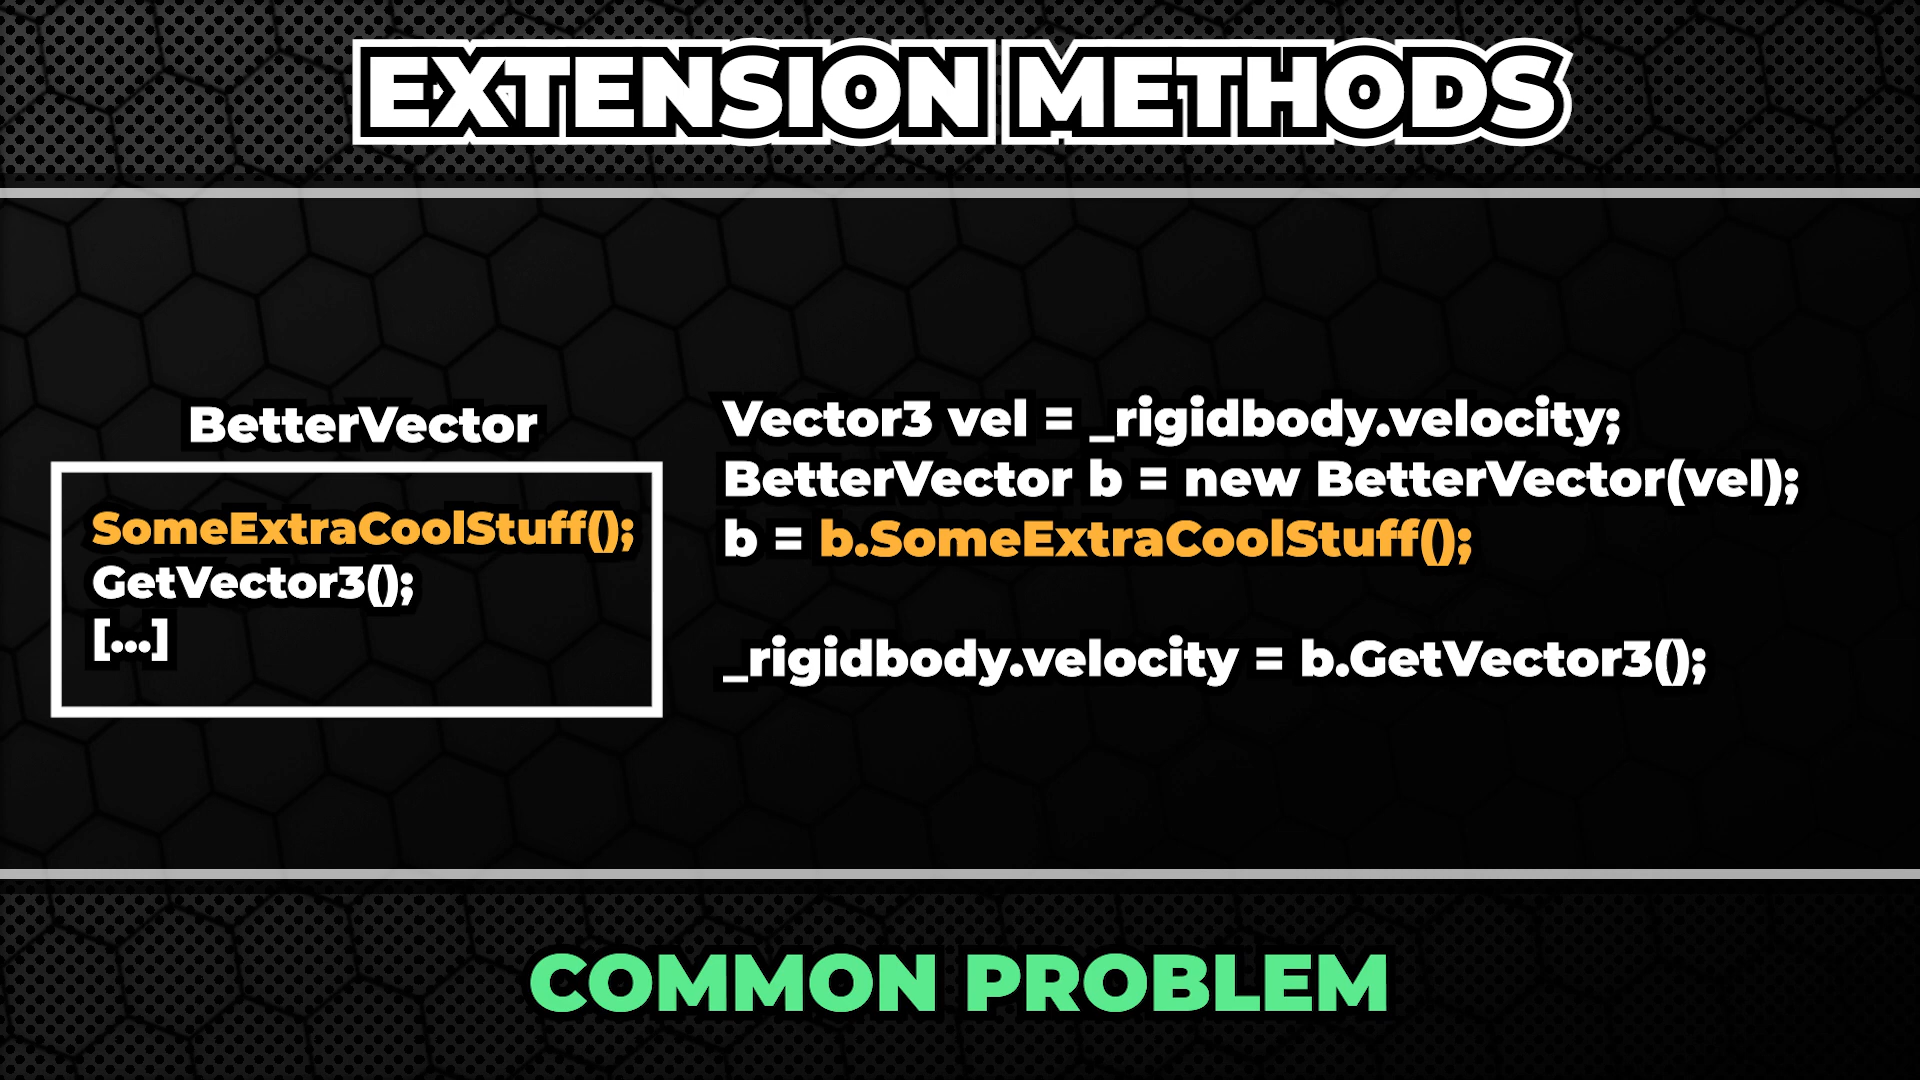 EXTENSION METHODS
BetterVector
SomeExtraCoolStuff();
GetVector3();
[...]
Vector3 vel = _rigidbody.velocity;
BetterVector b = new BetterVector(vel);
b = b.SomeExtraCoolStuff();
_rigidbody.velocity = b.GetVector3();
COMMON PROBLEM